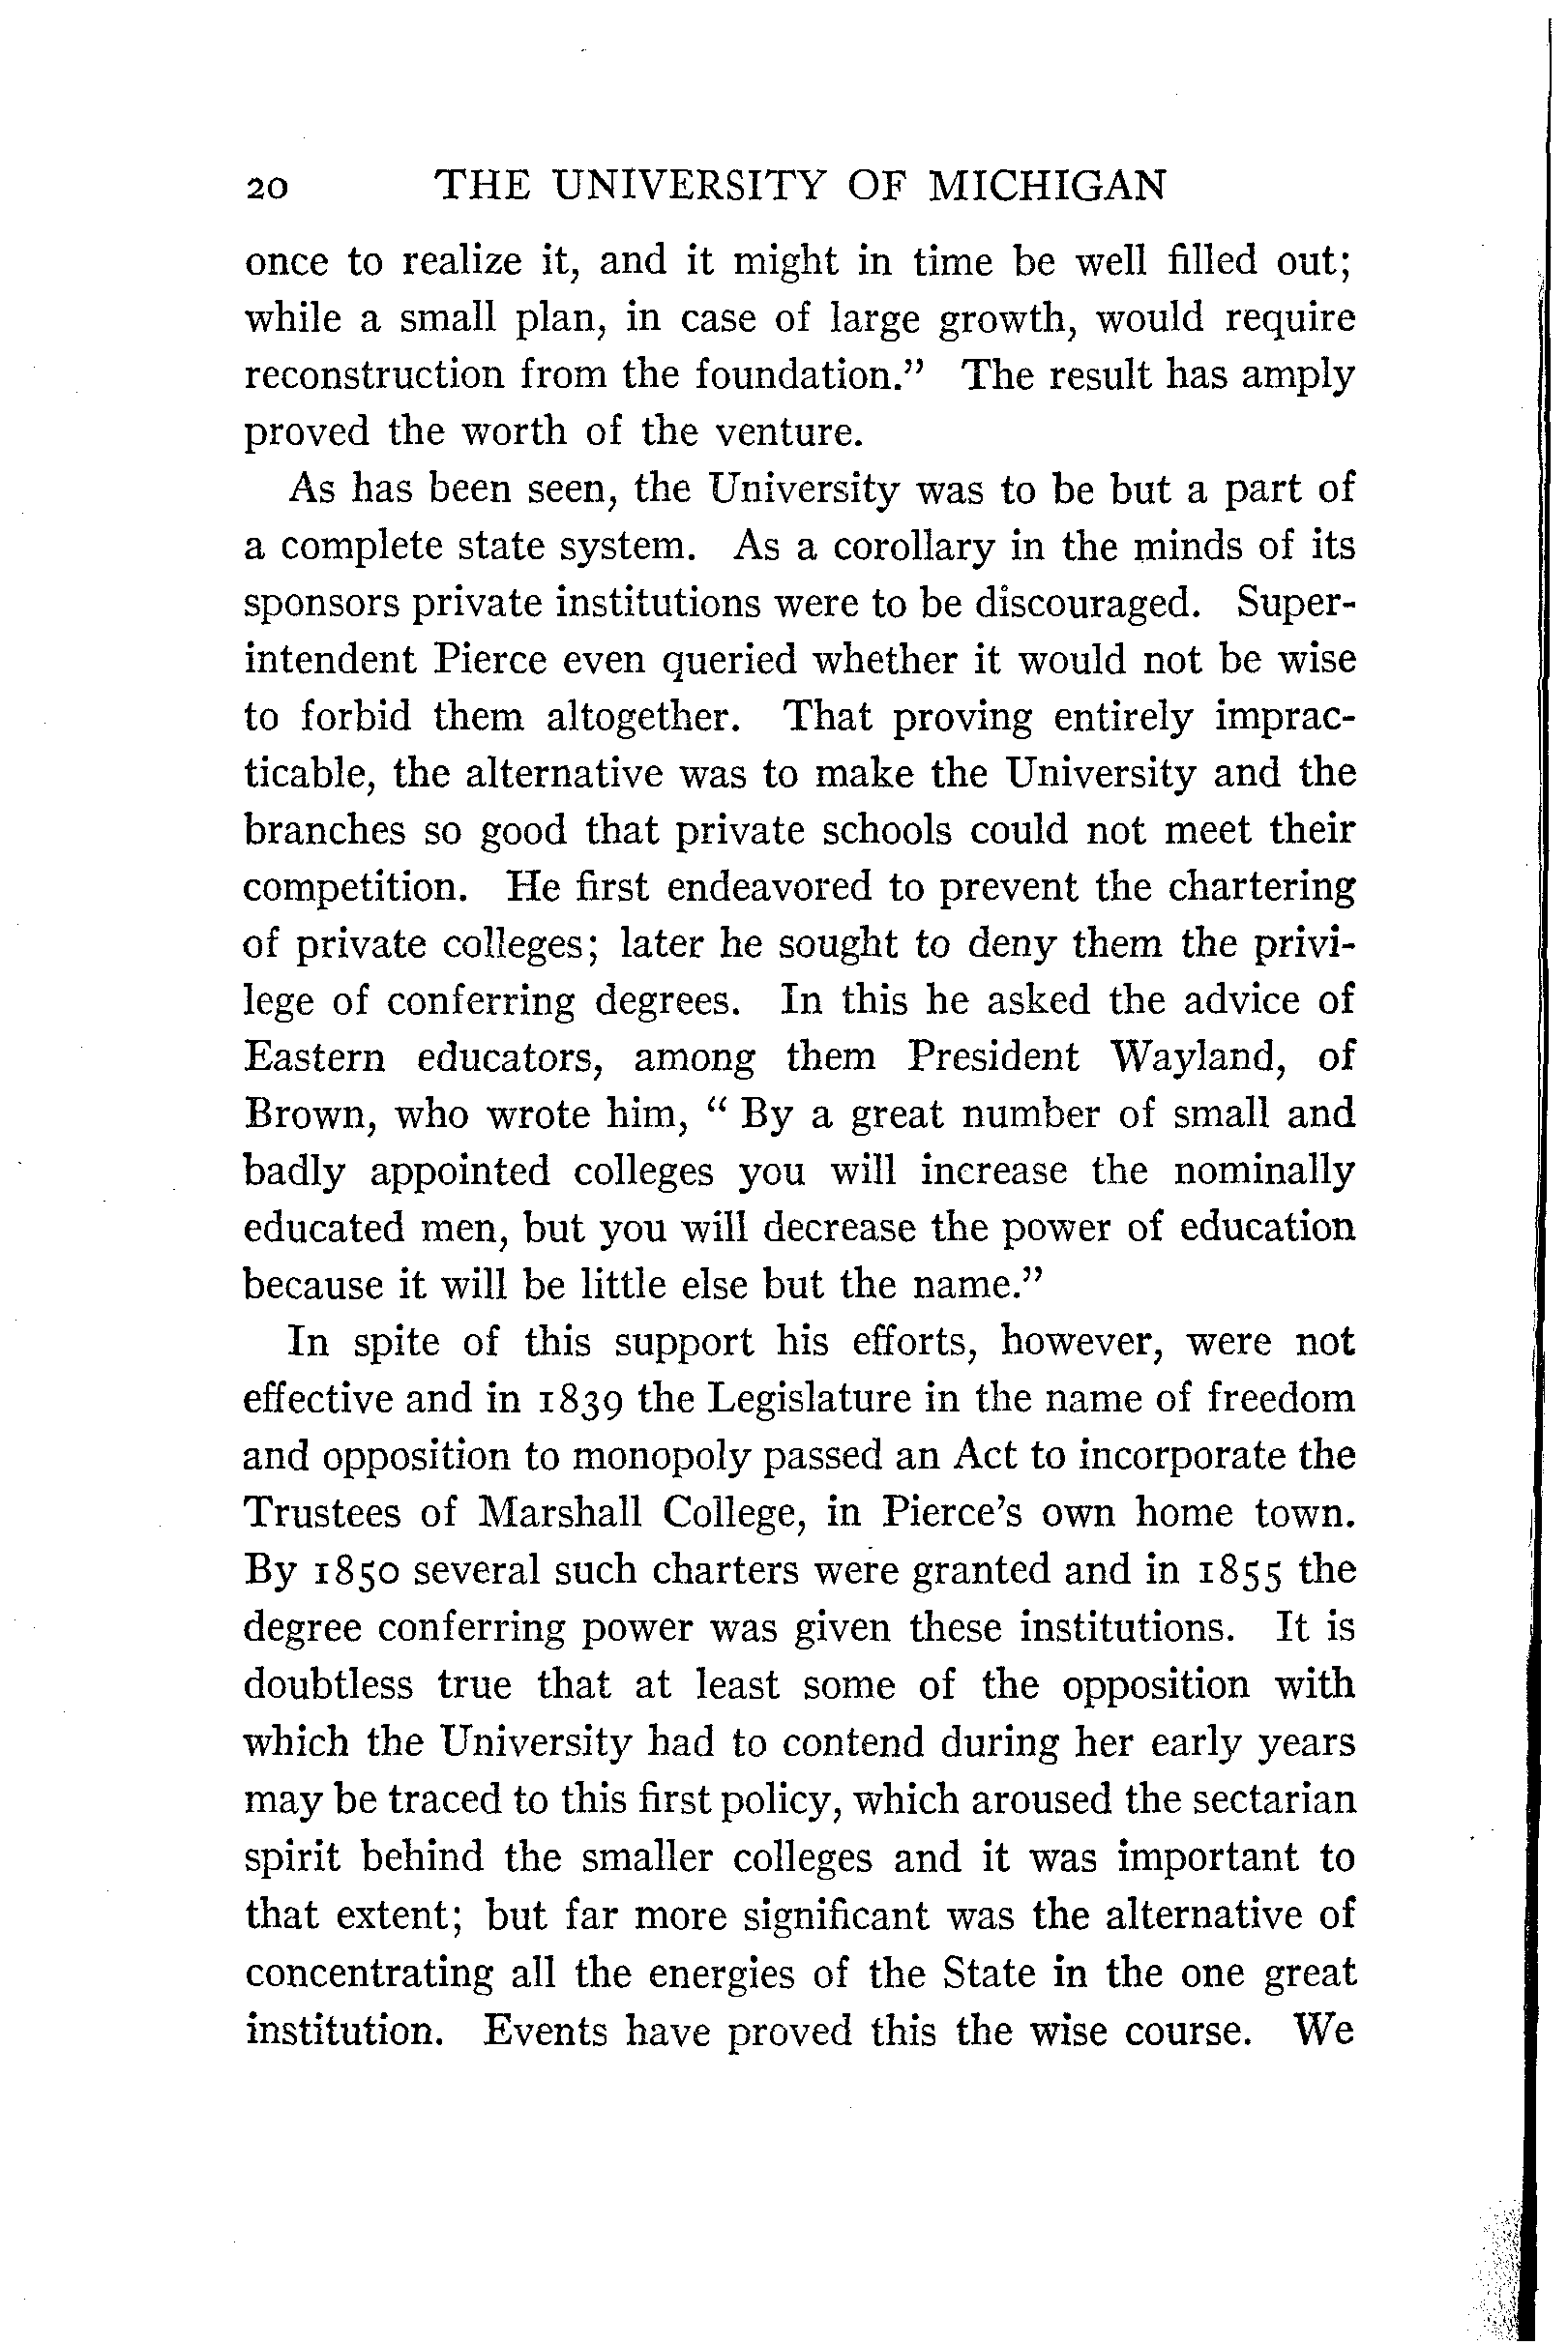 20 THE UNIVERSITY OF MICHIGAN
once to realize it, and it might in time be well filled out;
while a small plan, in case of large growth, would require
reconstruction from the foundation.” The result has amply
proved the worth of the venture.
As has been seen, the University was to be but a part of
a complete state system. As a corollary in the minds of its
sponsors private institutions were to be discouraged. Super-
intendent Pierce even queried whether it would not be wise
to forbid them altogether. That proving entirely imprac-
ticable, the alternative was to make the University and the
branches so good that private schools could not meet their
competition. He first endeavored to prevent the chartering
of private colleges; later he sought to deny them the privi-
lege of conferring degrees. In this he asked the advice of
Eastern educators, among them President Wayland, of
Brown, who wrote him, “ By a great number of small and
badly appointed colleges you will increase the nominally
educated men, but you will decrease the power of education
because it will be little else but the name.”
In spite of this support his efforts, however, were not
effective and in 1839 the Legislature in the name of freedom
and opposition to monopoly passed an Act to incorporate the
Trustees of Marshall College, in Pierce's own home town.
By 1850 several such charters were granted and in 1855 the
degree conferring power was given these institutions. It is
doubtless true that at least some of the opposition with
which the University had to contend during her early years
may be traced to this first policy, which aroused the sectarian
spirit behind the smaller colleges and it was important to
that extent; but far more significant was the alternative of
concentrating all the energies of the State in the one great
institution. Events have proved this the wise course. We